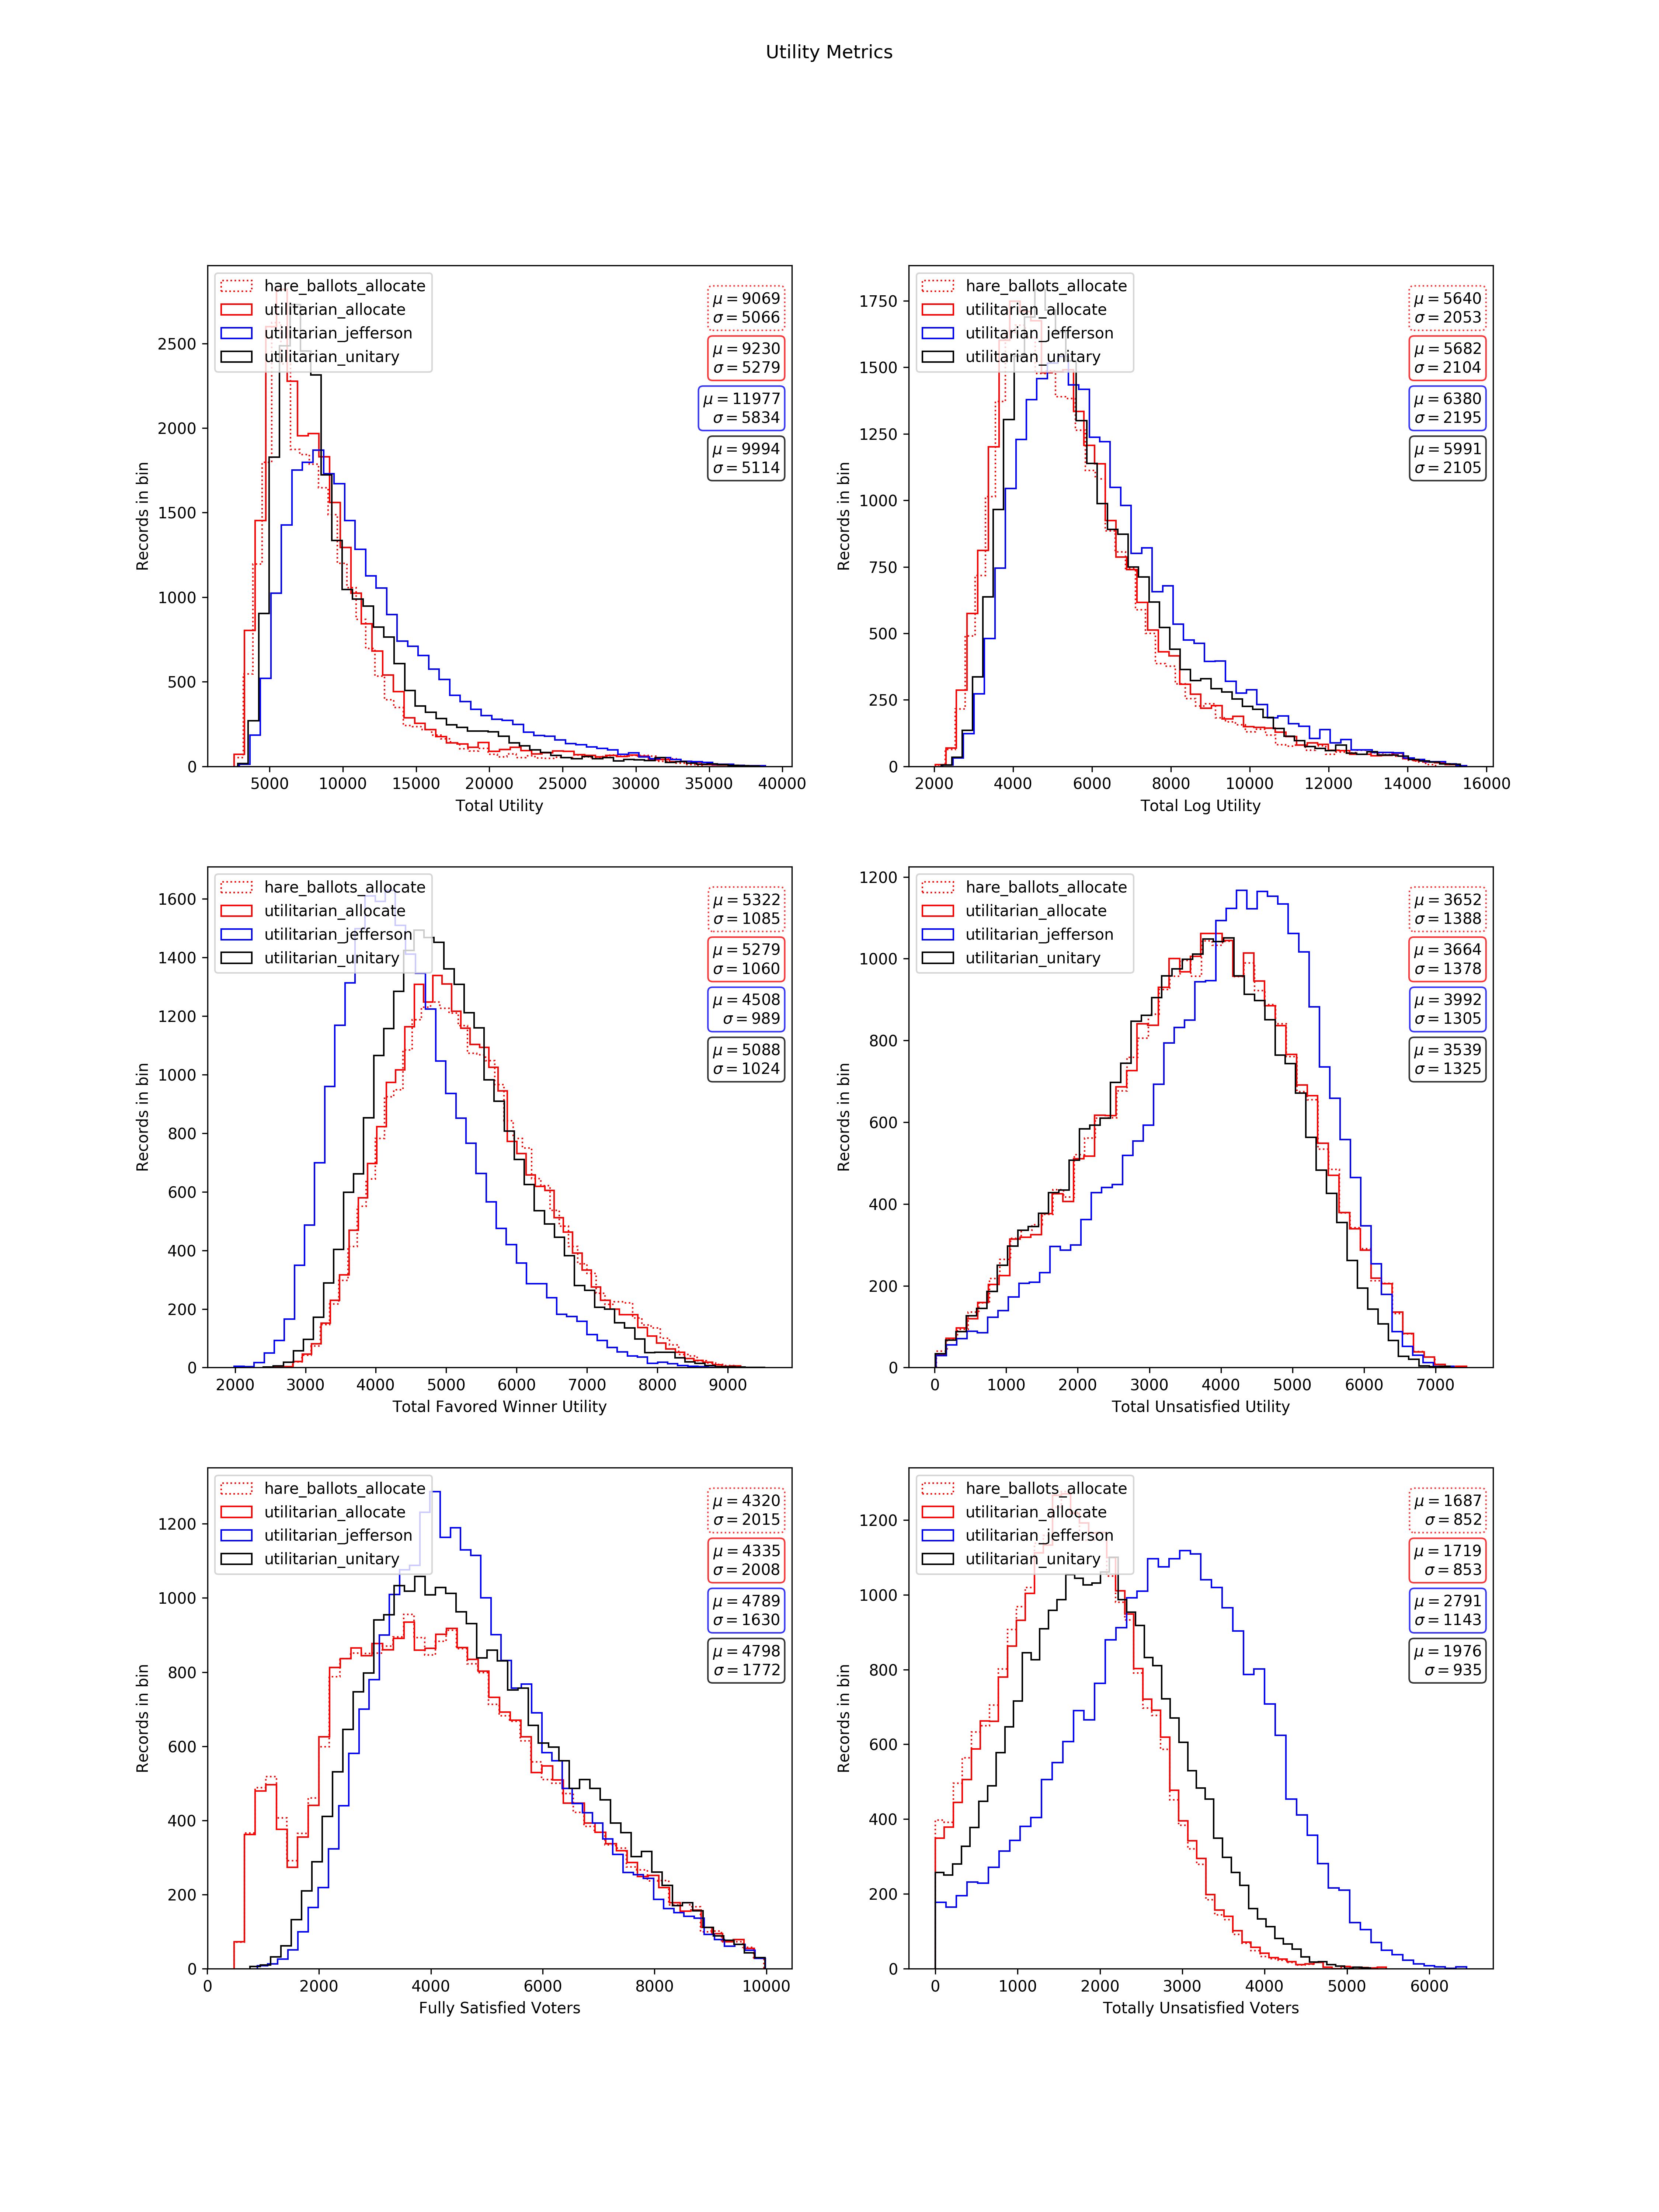 Utility Metrics
hare_ballots_allocate
utilitarian_allocate
utilitarian_jefferson
utilitarian_unitary
μ = 9069
σ = 5066
μ = 9230
σ = 5279
μ = 11977
σ = 5834
μ = 9994
σ = 5114
Records in bin
0
500
1000
1500
2000
2500
5000 10000 15000 20000 25000 30000 35000 40000
Total Utility
hare_ballots_allocate
utilitarian_allocate
utilitarian_jefferson
utilitarian_unitary
μ = 5640
σ = 2053
μ = 5682
σ = 2104
μ = 6380
σ = 2195
μ = 5991
σ = 2105
Records in bin
0
250
500
750
1000
1250
1500
1750
2000 4000 6000 8000 10000 12000 14000 16000
Total Log Utility
hare_ballots_allocate
utilitarian_allocate
utilitarian_jefferson
utilitarian_unitary
μ = 5322
σ = 1085
μ = 5279
σ = 1060
μ = 4508
σ = 989
μ = 5088
σ = 1024
Records in bin
0
200
400
600
800
1000
1200
1400
1600
2000 3000 4000 5000 6000 7000 8000 9000
Total Favored Winner Utility
hare_ballots_allocate
utilitarian_allocate
utilitarian_jefferson
utilitarian_unitary
μ = 3652
σ = 1388
μ = 3664
σ = 1378
μ = 3992
σ = 1305
μ = 3539
σ = 1325
Records in bin
0
200
400
600
800
1000
1200
0 1000 2000 3000 4000 5000 6000 7000
Total Unsatisfied Utility
hare_ballots_allocate
utilitarian_allocate
utilitarian_jefferson
utilitarian_unitary
μ = 4320
σ = 2015
μ = 4335
σ = 2008
μ = 4789
σ = 1630
μ = 4798
σ = 1772
Records in bin
0
200
400
600
800
1000
1200
0 2000 4000 6000 8000 10000
Fully Satisfied Voters
hare_ballots_allocate
utilitarian_allocate
utilitarian_jefferson
utilitarian_unitary
μ = 1687
σ = 852
μ = 1719
σ = 853
μ = 2791
σ = 1143
μ = 1976
σ = 935
Records in bin
0
200
400
600
800
1000
1200
0 1000 2000 3000 4000 5000 6000
Totally Unsatisfied Voters